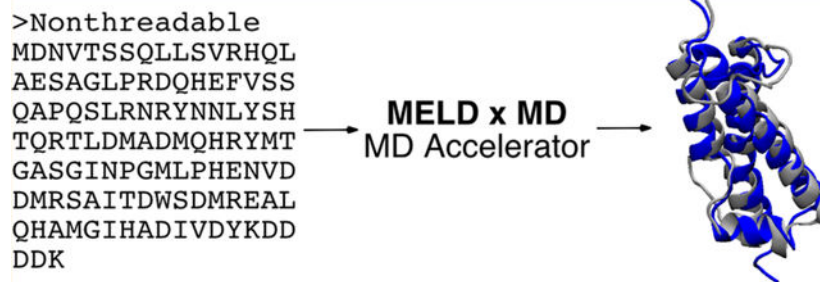 >Nonthreadable
MDNVTSSQLLSVRHQL
AESAGLPRDQHEFVSS
QAPQSLRNRYNNLYSH
TQRTLDMADMQHRYMT
GASGINPGMLPHENVD
DMRSAITDWSDMREAL
QHAMGIHADIVDYKDD
DDK
MELD x MD
MD Accelerator